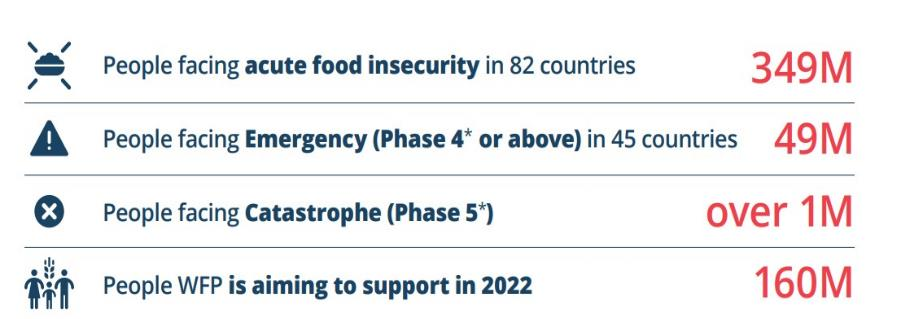 People facing acute food insecurity in 82 countries 349M
People facing Emergency (Phase 4* or above) in 45 countries 49M
People facing Catastrophe (Phase 5*) over 1M
People WFP is aiming to support in 2022 160M